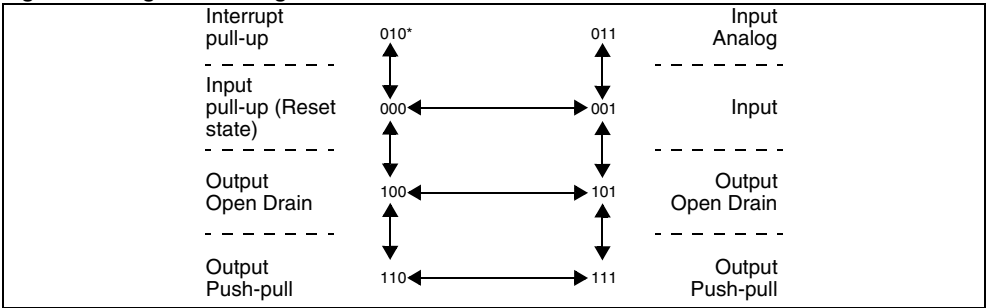 Interrupt
pull-up
010*
011
Input
Analog
Input
pull-up (Reset
state)
000
001
Input
Output
Open Drain
100
101
Output
Open Drain
Output
Push-pull
110
111
Output
Push-pull